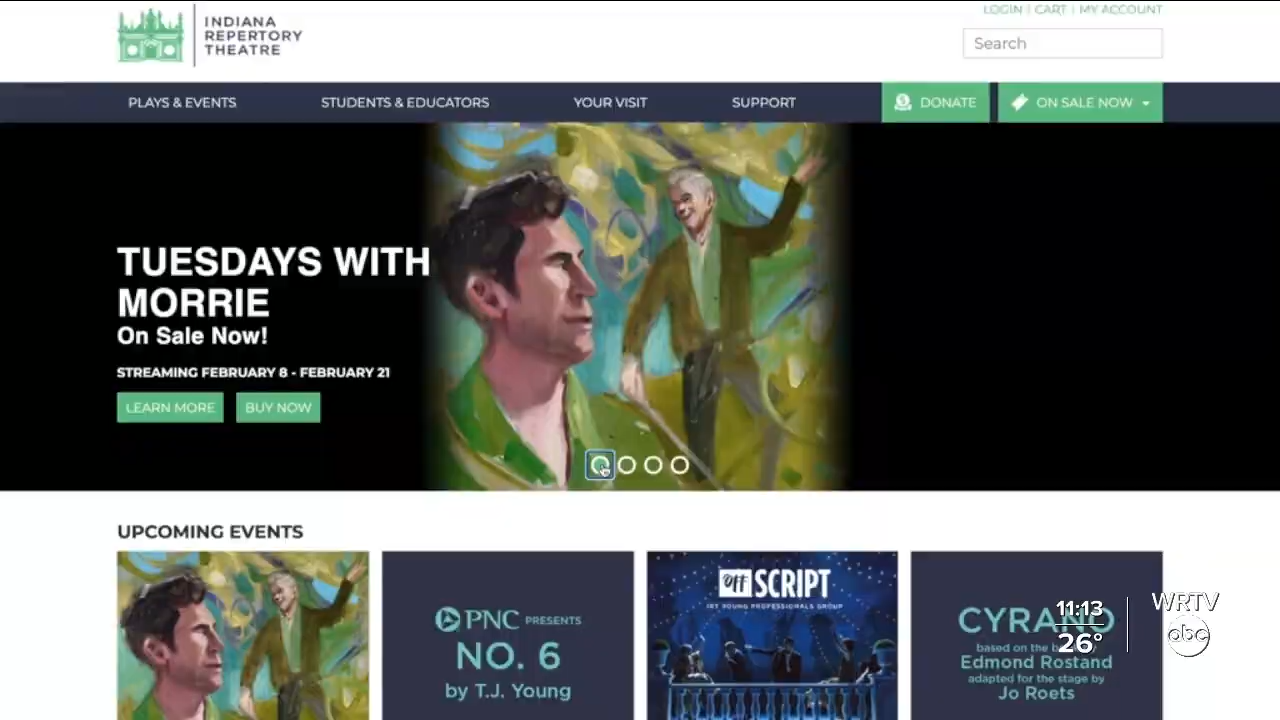 LOGIN | CART | MY ACCOUNT
INDIANA
REPERTORY
THEATRE
Search
PLAYS & EVENTS
STUDENTS & EDUCATORS
YOUR VISIT
SUPPORT
DONATE
ON SALE NOW
TUESDAYS WITH
MORRIE
On Sale Now!
STREAMING FEBRUARY 8 - FEBRUARY 21
LEARN MORE
BUY NOW
UPCOMING EVENTS
PNC PRESENTS
NO. 6
by T.J. Young
Off SCRIPT
IRT YOUNG PROFESSIONALS GROUP
CYRANO
based on the
Edmond Rostand
adapted for the stage by
Jo Roets
11:13
26°
WRTV
abc